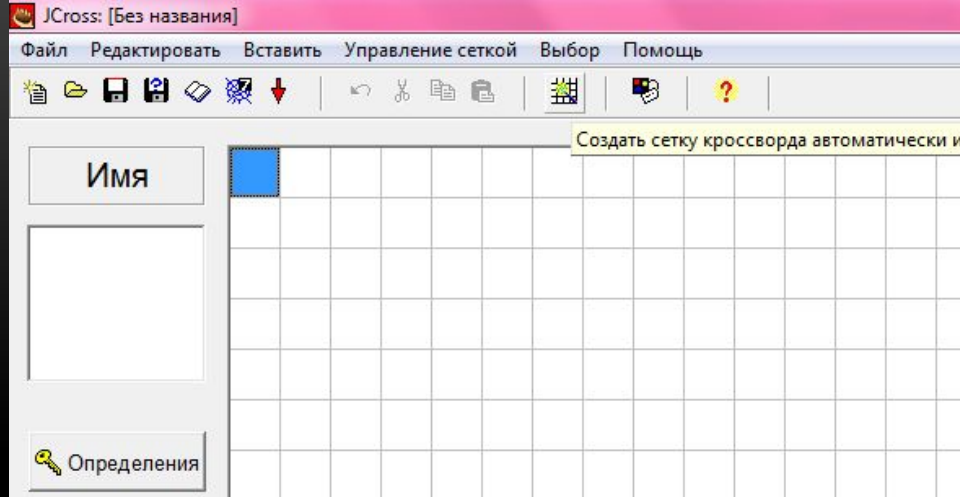 JCross: [Без названия]
Файл Редактировать Вставить Управление сеткой Выбор Помощь
Создать сетку кроссворда автоматически и
Имя
Определения